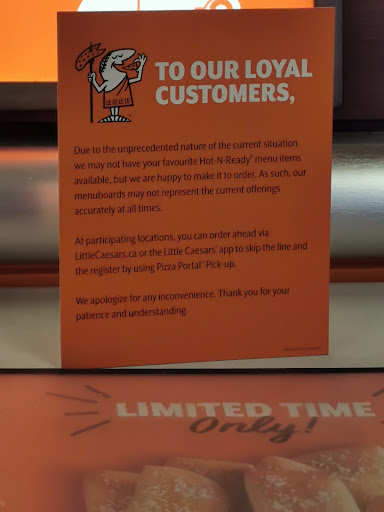 TO OUR LOYAL
CUSTOMERS,
Due to the unprecedented nature of the current situation
we may not have your favourite Hot-N-Ready® menu items
available, but we are happy to make it to order. As such, our
menuboards may not represent the current offerings
accurately at all times.
At participating locations, you can order ahead via
LittleCaesars.ca or the Little Caesars® app to skip the line and
the register by using Pizza Portal™ Pick-up.
We apologize for any inconvenience. Thank you for your
patience and understanding.
LIMITED TIME
Only!